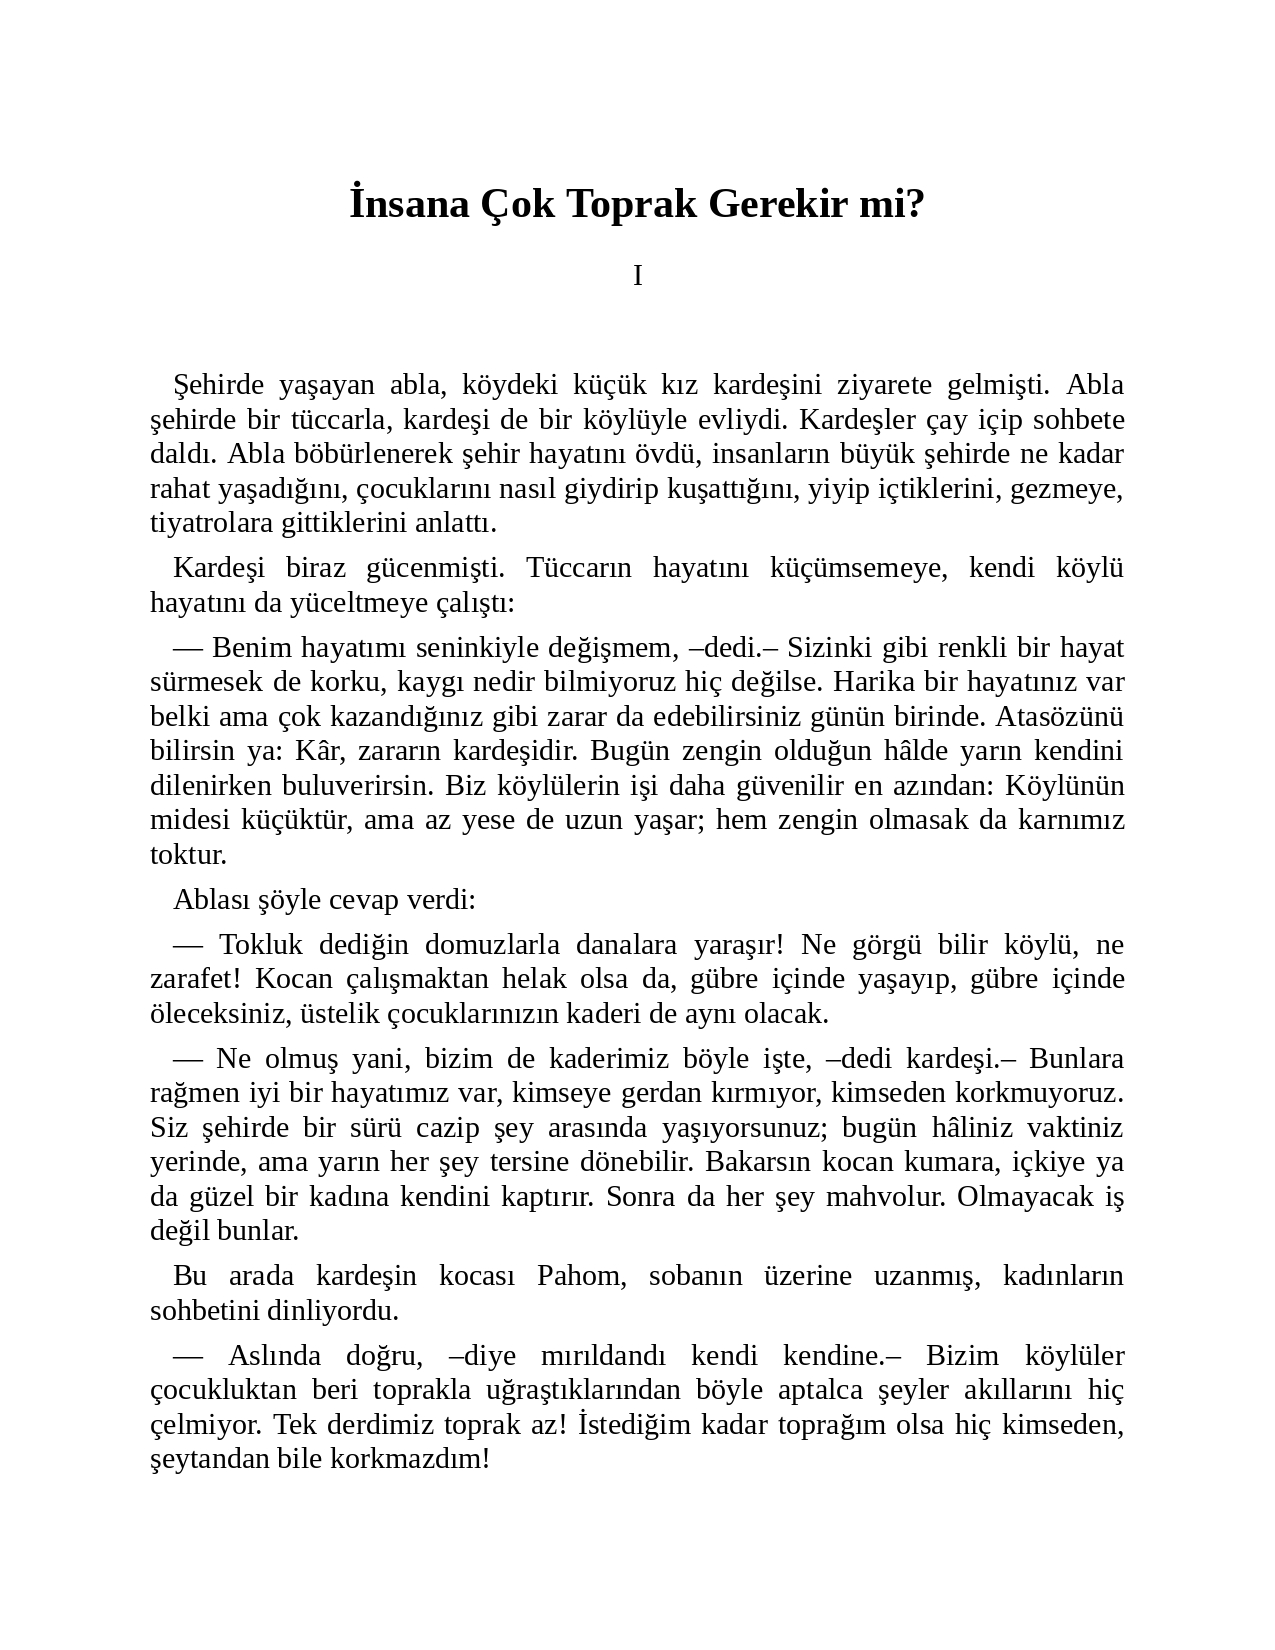 İnsana Çok Toprak Gerekir mi?
I
Şehirde yaşayan abla, köydeki küçük kız kardeşini ziyarete gelmişti. Abla
şehirde bir tüccarla, kardeşi de bir köylüyle evliydi. Kardeşler çay içip sohbete
daldı. Abla böbürlenerek şehir hayatını övdü, insanların büyük şehirde ne kadar
rahat yaşadığını, çocuklarını nasıl giydirip kuşattığını, yiyip içtiklerini, gezmeye,
tiyatrolara gittiklerini anlattı.
Kardeşi biraz gücenmişti. Tüccarın hayatını küçümsemeye, kendi köylü
hayatını da yüceltmeye çalıştı:
— Benim hayatımı seninkiyle değişmem, –dedi.– Sizinki gibi renkli bir hayat
sürmesek de korku, kaygı nedir bilmiyoruz hiç değilse. Harika bir hayatınız var
belki ama çok kazandığınız gibi zarar da edebilirsiniz günün birinde. Atasözünü
bilirsin ya: Kâr, zararın kardeşidir. Bugün zengin olduğun hâlde yarın kendini
dilenirken buluverirsin. Biz köylülerin işi daha güvenilir en azından: Köylünün
midesi küçüktür, ama az yese de uzun yaşar; hem zengin olmasak da karnımız
toktur.
Ablası şöyle cevap verdi:
— Tokluk dediğin domuzlarla danalara yaraşır! Ne görgü bilir köylü, ne
zarafet! Kocan çalışmaktan helak olsa da, gübre içinde yaşayıp, gübre içinde
öleceksiniz, üstelik çocuklarınızın kaderi de aynı olacak.
— Ne olmuş yani, bizim de kaderimiz böyle işte, –dedi kardeşi.– Bunlara
rağmen iyi bir hayatımız var, kimseye gerdan kırmıyor, kimseden korkmuyoruz.
Siz şehirde bir sürü cazip şey arasında yaşıyorsunuz; bugün hâliniz vaktiniz
yerinde, ama yarın her şey tersine dönebilir. Bakarsın kocan kumara, içkiye ya
da güzel bir kadına kendini kaptırır. Sonra da her şey mahvolur. Olmayacak iş
değil bunlar.
Bu arada kardeşin kocası Pahom, sobanın üzerine uzanmış, kadınların
sohbetini dinliyordu.
— Aslında doğru, –diye mırıldandı kendi kendine.– Bizim köylüler
çocukluktan beri toprakla uğraştıklarından böyle aptalca şeyler akıllarını hiç
çelmiyor. Tek derdimiz toprak az! İstediğim kadar toprağım olsa hiç kimseden,
şeytandan bile korkmazdım!